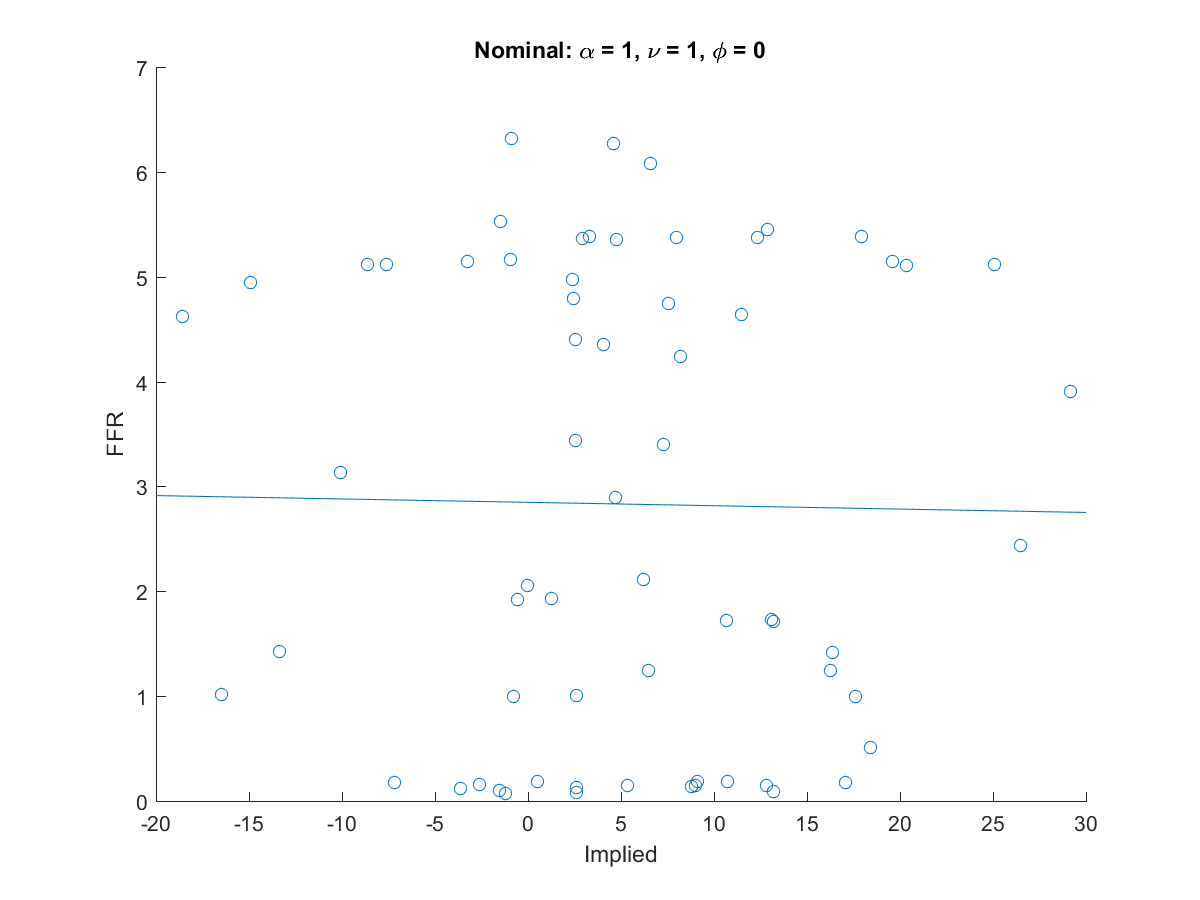 Nominal: α = 1, ν = 1, ϕ = 0
7
6
5
4
3
2
1
0
FFR
-20 -15 -10 -5 0 5 10 15 20 25 30
Implied